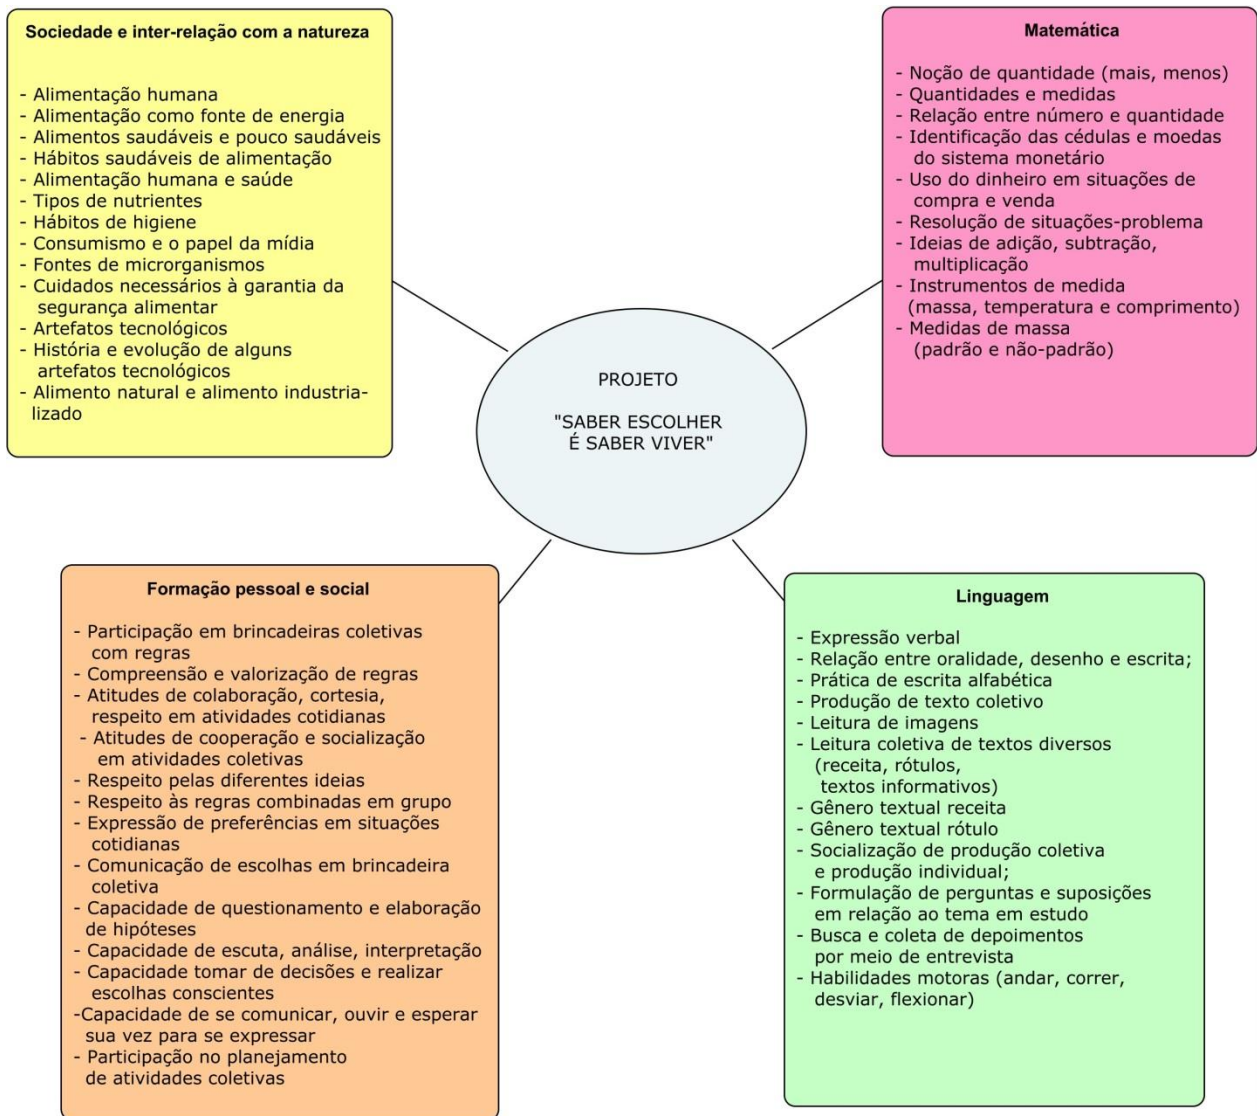 Sociedade e inter-relação com a natureza
- Alimentação humana
- Alimentação como fonte de energia
- Alimentos saudáveis e pouco saudáveis
- Hábitos saudáveis de alimentação
- Alimentação humana e saúde
- Tipos de nutrientes
- Hábitos de higiene
- Consumismo e o papel da mídia
- Fontes de microrganismos
- Cuidados necessários à garantia da
segurança alimentar
- Artefatos tecnológicos
- História e evolução de alguns
artefatos tecnológicos
- Alimento natural e alimento industria-
lizado
Matemática
- Noção de quantidade (mais, menos)
- Quantidades e medidas
- Relação entre número e quantidade
- Identificação das cédulas e moedas
do sistema monetário
- Uso do dinheiro em situações de
compra e venda
- Resolução de situações-problema
- Ideias de adição, subtração,
multiplicação
- Instrumentos de medida
(massa, temperatura e comprimento)
- Medidas de massa
(padrão e não-padrão)
PROJETO
"SABER ESCOLHER
É SABER VIVER"
Formação pessoal e social
- Participação em brincadeiras coletivas
com regras
- Compreensão e valorização de regras
- Atitudes de colaboração, cortesia,
respeito em atividades cotidianas
- Atitudes de cooperação e socialização
em atividades coletivas
- Respeito pelas diferentes ideias
- Respeito às regras combinadas em grupo
- Expressão de preferências em situações
cotidianas
- Comunicação de escolhas em brincadeira
coletiva
- Capacidade de questionamento e elaboração
de hipóteses
- Capacidade de escuta, análise, interpretação
- Capacidade tomar de decisões e realizar
escolhas conscientes
-Capacidade de se comunicar, ouvir e esperar
sua vez para se expressar
- Participação no planejamento
de atividades coletivas
Linguagem
- Expressão verbal
- Relação entre oralidade, desenho e escrita;
- Prática de escrita alfabética
- Produção de texto coletivo
- Leitura de imagens
- Leitura coletiva de textos diversos
(receita, rótulos,
textos informativos)
- Gênero textual receita
- Gênero textual rótulo
- Socialização de produção coletiva
e produção individual;
- Formulação de perguntas e suposições
em relação ao tema em estudo
- Busca e coleta de depoimentos
por meio de entrevista
- Habilidades motoras (andar, correr,
desviar, flexionar)